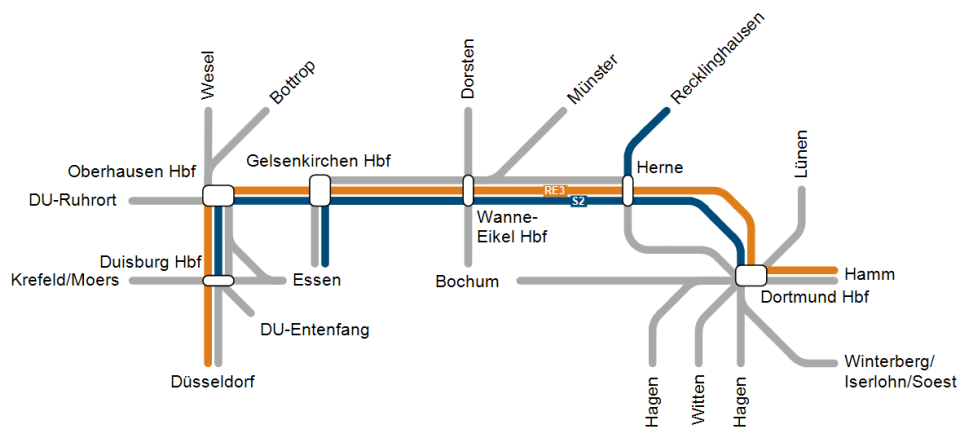 Wesel
Bottrop
Dorsten
Münster
Recklinghausen
Lünen
Oberhausen Hbf
Gelsenkirchen Hbf
Herne
DU-Ruhrort
RE3
S2
Wanne-
Eikel Hbf
Duisburg Hbf
Krefeld/Moers
Essen
Bochum
Hamm
Dortmund Hbf
DU-Entenfang
Düsseldorf
Hagen
Witten
Hagen
Winterberg/
Iserlohn/Soest